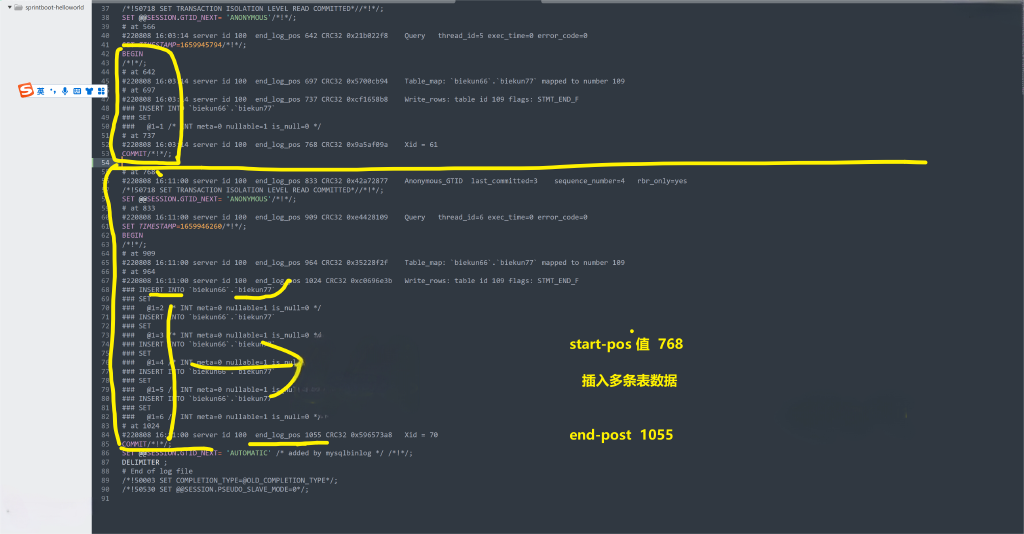 sprintboot-helloworld
37 /*!50718 SET TRANSACTION ISOLATION LEVEL READ COMMITTED*//*!*/;
38 SET @@SESSION.GTID_NEXT= 'ANONYMOUS'/*!*/;
39 # at 566
40 #220808 16:03:14 server id 100 end_log_pos 642 CRC32 0x21b022f8 Query thread_id=5 exec_time=0 error_code=0
41 SET TIMESTAMP=1659945794/*!*/;
42 BEGIN
43 /*!*/;
44 # at 642
45 #220808 16:03:14 server id 100 end_log_pos 697 CRC32 0x5700cb94 Table_map: `biekun66`.`biekun77` mapped to number 109
46 # at 697
47 #220808 16:03:14 server id 100 end_log_pos 737 CRC32 0xcf1658b8 Write_rows: table id 109 flags: STMT_END_F
48 ### INSERT INTO `biekun66`.`biekun77`
49 ### SET
50 ### @1=1 /* INT meta=0 nullable=1 is_null=0 */
51 # at 737
52 #220808 16:03:14 server id 100 end_log_pos 768 CRC32 0x9a5af09a Xid = 61
53 COMMIT/*!*/;
54
# at 768
#220808 16:11:00 server id 100 end_log_pos 833 CRC32 0x42a72877 Anonymous_GTID last_committed=3 sequence_number=4 rbr_only=yes
/*!50718 SET TRANSACTION ISOLATION LEVEL READ COMMITTED*//*!*/;
SET @@SESSION.GTID_NEXT= 'ANONYMOUS'/*!*/;
# at 833
60 #220808 16:11:00 server id 100 end_log_pos 909 CRC32 0xe4428109 Query thread_id=6 exec_time=0 error_code=0
61 SET TIMESTAMP=1659946260/*!*/;
62 BEGIN
63 /*!*/;
64 # at 909
65 #220808 16:11:00 server id 100 end_log_pos 964 CRC32 0x35228f2f Table_map: `biekun66`.`biekun77` mapped to number 109
66 # at 964
67 #220808 16:11:00 server id 100 end_log_pos 1024 CRC32 0xc0696e3b Write_rows: table id 109 flags: STMT_END_F
68 ### INSERT INTO `biekun66`.`biekun77`
69 ### SET
70 ### @1=2 /* INT meta=0 nullable=1 is_null=0 */
71 ### INSERT INTO `biekun66`.`biekun77`
72 ### SET
73 ### @1=3 /* INT meta=0 nullable=1 is_null=0 */
74 ### INSERT INTO `biekun66`.`biekun
75 ### SET
76 ### @1=4 /* INT meta=0 nullable=1 is_nul
77 ### INSERT INTO `biekun66`.`biekun77`
78 ### SET
79 ### @1=5 /* INT meta=0 nullable=1 is_nu
80 ### INSERT INTO `biekun66`.`biekun77`
81 ### SET
82 ### @1=6 /* INT meta=0 nullable=1 is_null=0 */
83 # at 1024
84 #220808 16:11:00 server id 100 end_log_pos 1055 CRC32 0x596573a8 Xid = 70
85 COMMIT/*!*/;
86 SET @@SESSION.GTID_NEXT= 'AUTOMATIC' /* added by mysqlbinlog */ /*!*/;
87 DELIMITER ;
88 # End of log file
89 /*!50003 SET COMPLETION_TYPE=@OLD_COMPLETION_TYPE*/;
90 /*!50530 SET @@SESSION.PSEUDO_SLAVE_MODE=0*/;
91
英
start-pos 值 768
插入多条表数据
end-post 1055